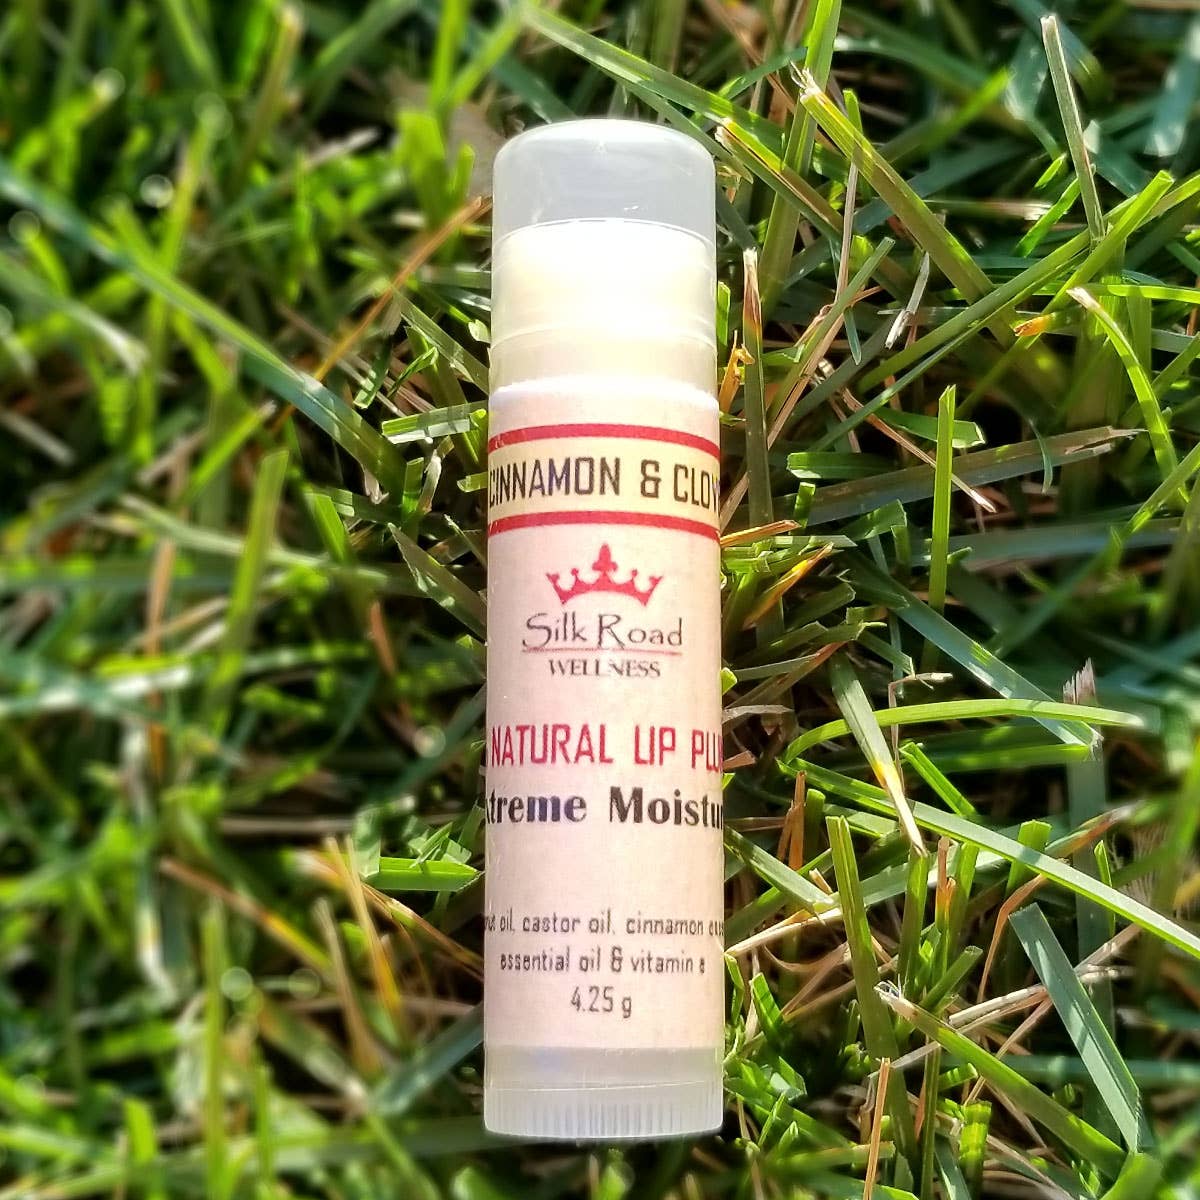 CINNAMON & CLOV
Silk Road
WELLNESS
NATURAL LIP PLU
treme Moistur
oil, castor oil, cinnamon
essential oil & vitamin e
4.25 g